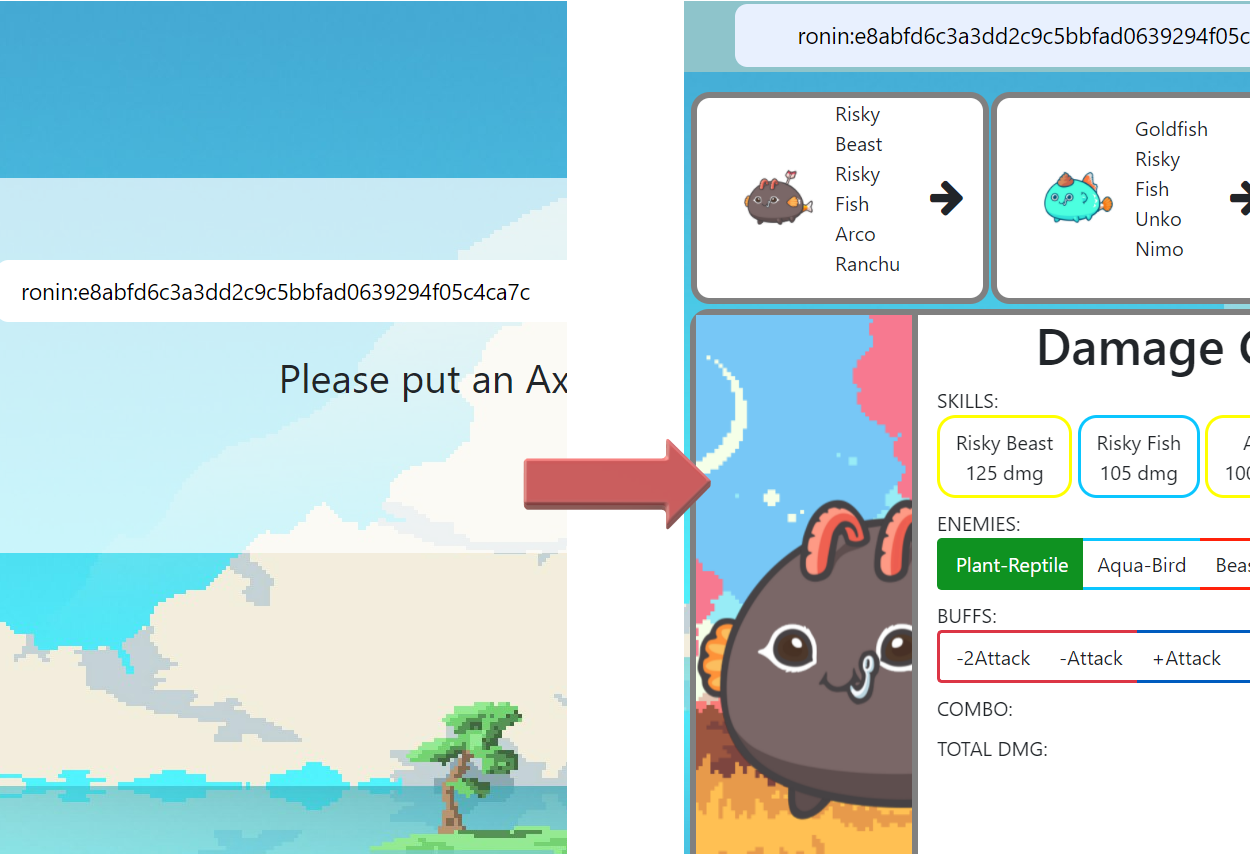 ronin:e8abfd6c3a3dd2c9c5bbfad0639294f05c4ca7c
Please put an Ax
ronin:e8abfd6c3a3dd2c9c5bbfad0639294f05c
Risky
Beast
Risky
Fish
Arco
Ranchu
Goldfish
Risky
Fish
Unko
Nimo
Damage
SKILLS:
Risky Beast
125 dmg
Risky Fish
105 dmg
100
ENEMIES:
Plant-Reptile
Aqua-Bird
Beas
BUFFS:
-2Attack
-Attack
+Attack
COMBO:
TOTAL DMG: